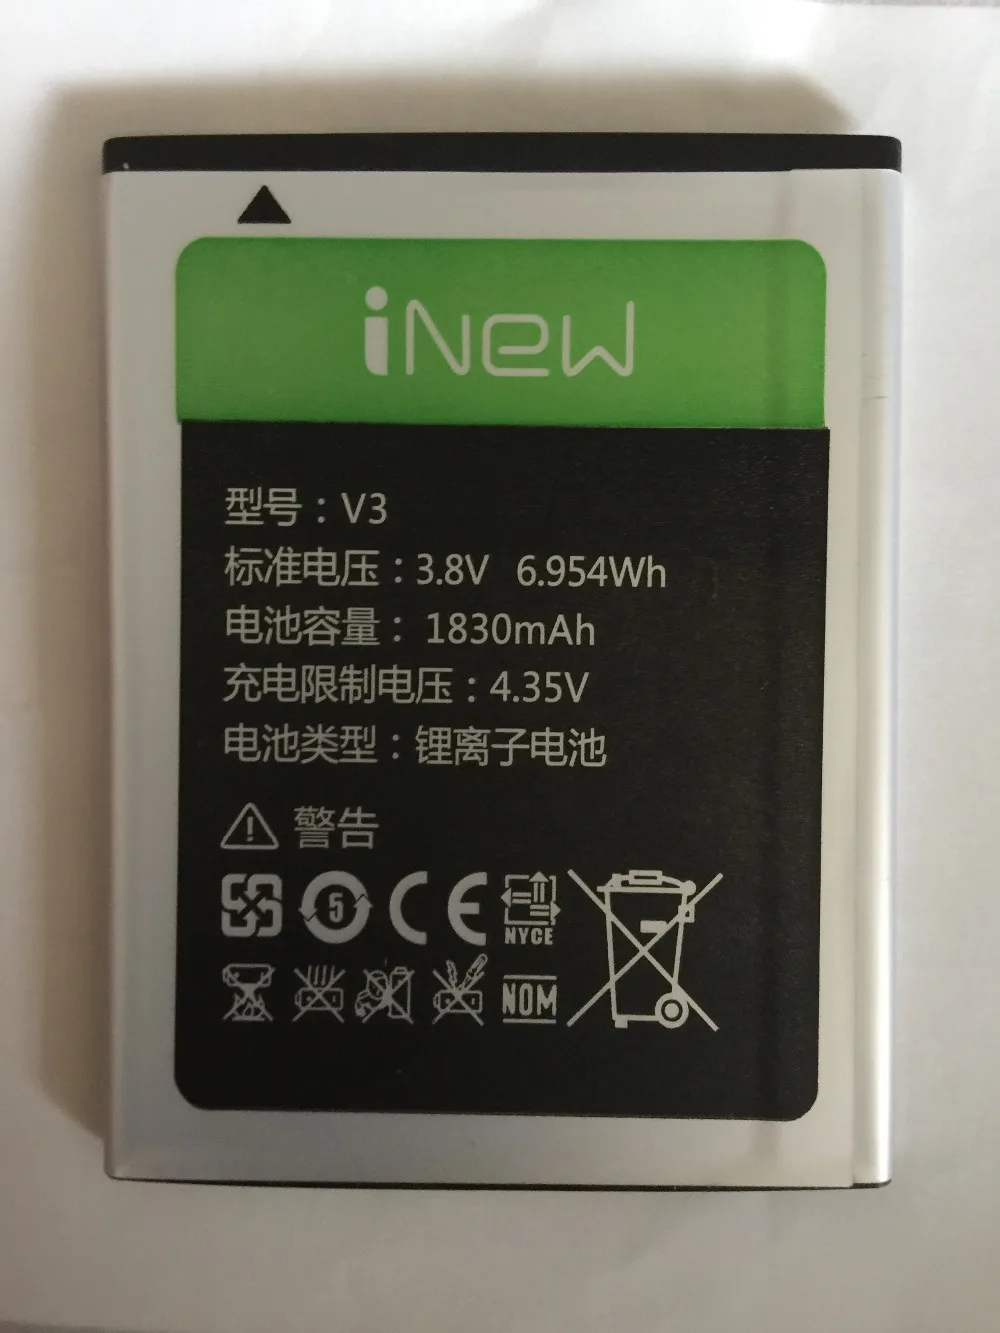 iNew
型号：V3
标准电压：3.8V 6.954Wh
电池容量： 1830mAh
充电限制电压：4.35V
电池类型：锂离子电池
警告
5 CE NYCE
NOM